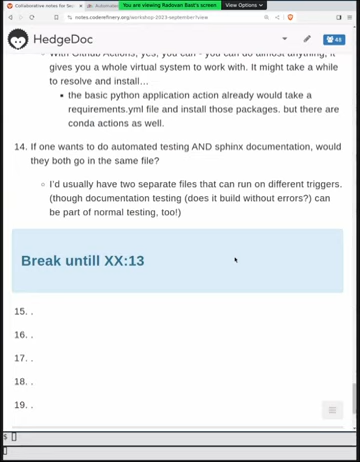 Collaborative notes for Se
Automate
You are viewing Radovan Bast's screen
View Options
notes.coderefinery.org/workshop-2023-september?view
HedgeDoc
48
gives you a whole virtual system to work with. It might take a while
to resolve and install...
the basic python application action already would take a
requirements.yml file and install those packages. but there are
conda actions as well.
14. If one wants to do automated testing AND sphinx documentation, would
they both go in the same file?
I'd usually have two separate files that can run on different triggers.
(though documentation testing (does it build without errors?) can
be part of normal testing, too!)
Break untill XX:13
15. .
16. .
17. .
18. .
19. .
$